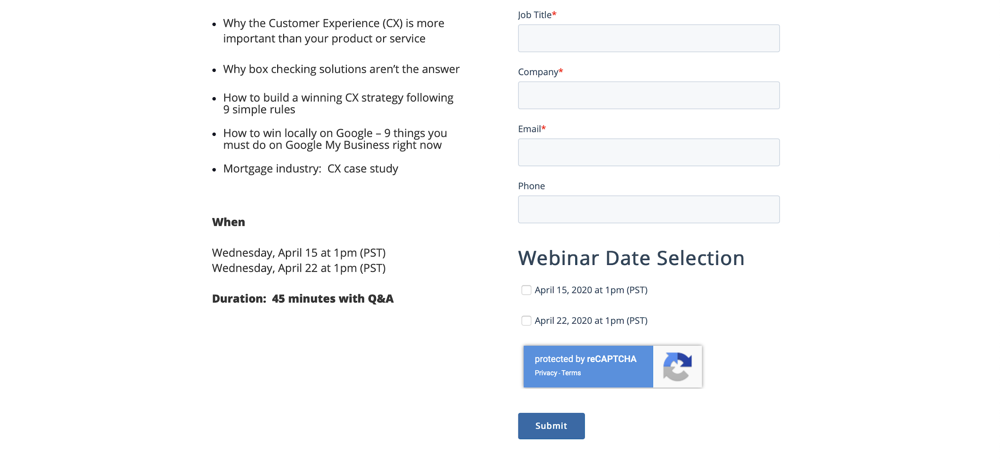 • Why the Customer Experience (CX) is more
important than your product or service
• Why box checking solutions aren’t the answer
• How to build a winning CX strategy following
9 simple rules
• How to win locally on Google – 9 things you
must do on Google My Business right now
• Mortgage industry:  CX case study
When
Wednesday, April 15 at 1pm (PST)
Wednesday, April 22 at 1pm (PST)
Duration:  45 minutes with Q&A
Job Title*
Company*
Email*
Phone
Webinar Date Selection
April 15, 2020 at 1pm (PST)
April 22, 2020 at 1pm (PST)
protected by reCAPTCHA
Privacy - Terms
Submit